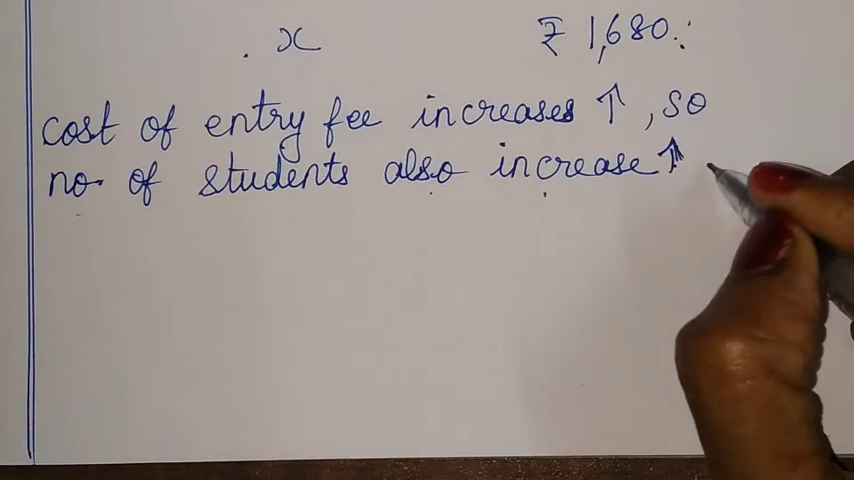 x ₹ 1,680.
cost of entry fee increases ↑, so
no. of students also increase ↑